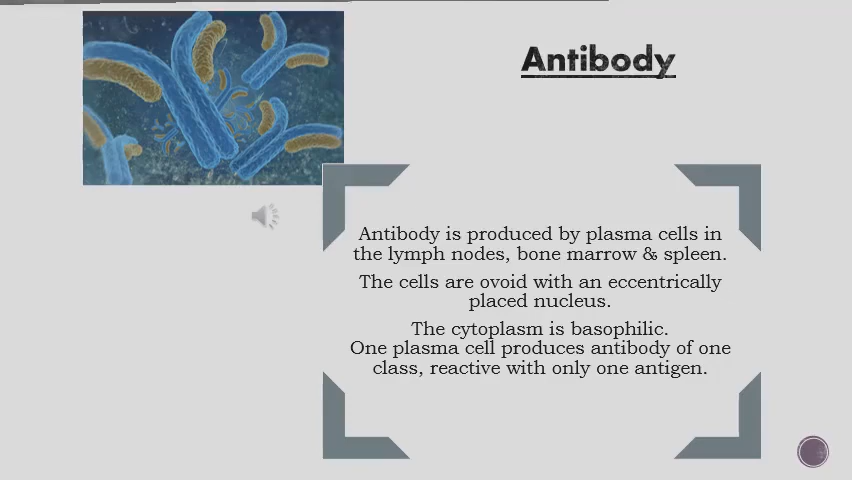 Antibody
Antibody is produced by plasma cells in
the lymph nodes, bone marrow & spleen.
The cells are ovoid with an eccentrically
placed nucleus.
The cytoplasm is basophilic.
One plasma cell produces antibody of one
class, reactive with only one antigen.